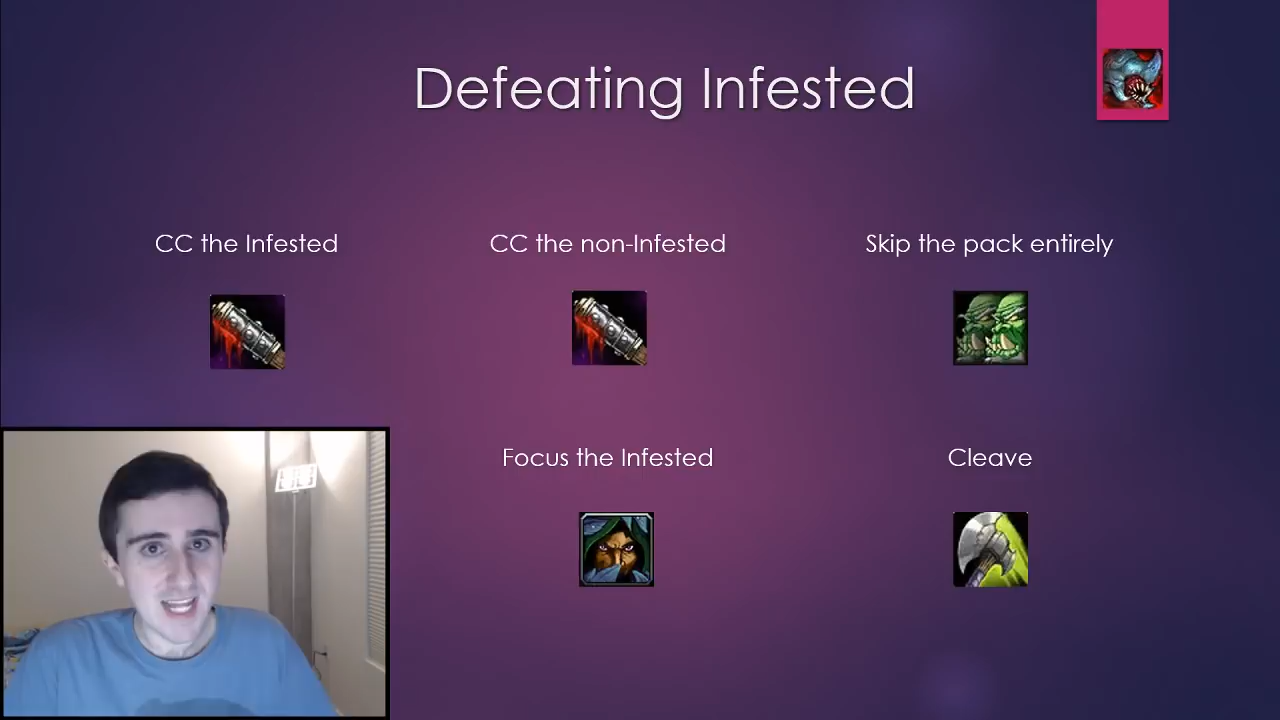 Defeating Infested
CC the Infested
CC the non-Infested
Skip the pack entirely
Focus the Infested
Cleave